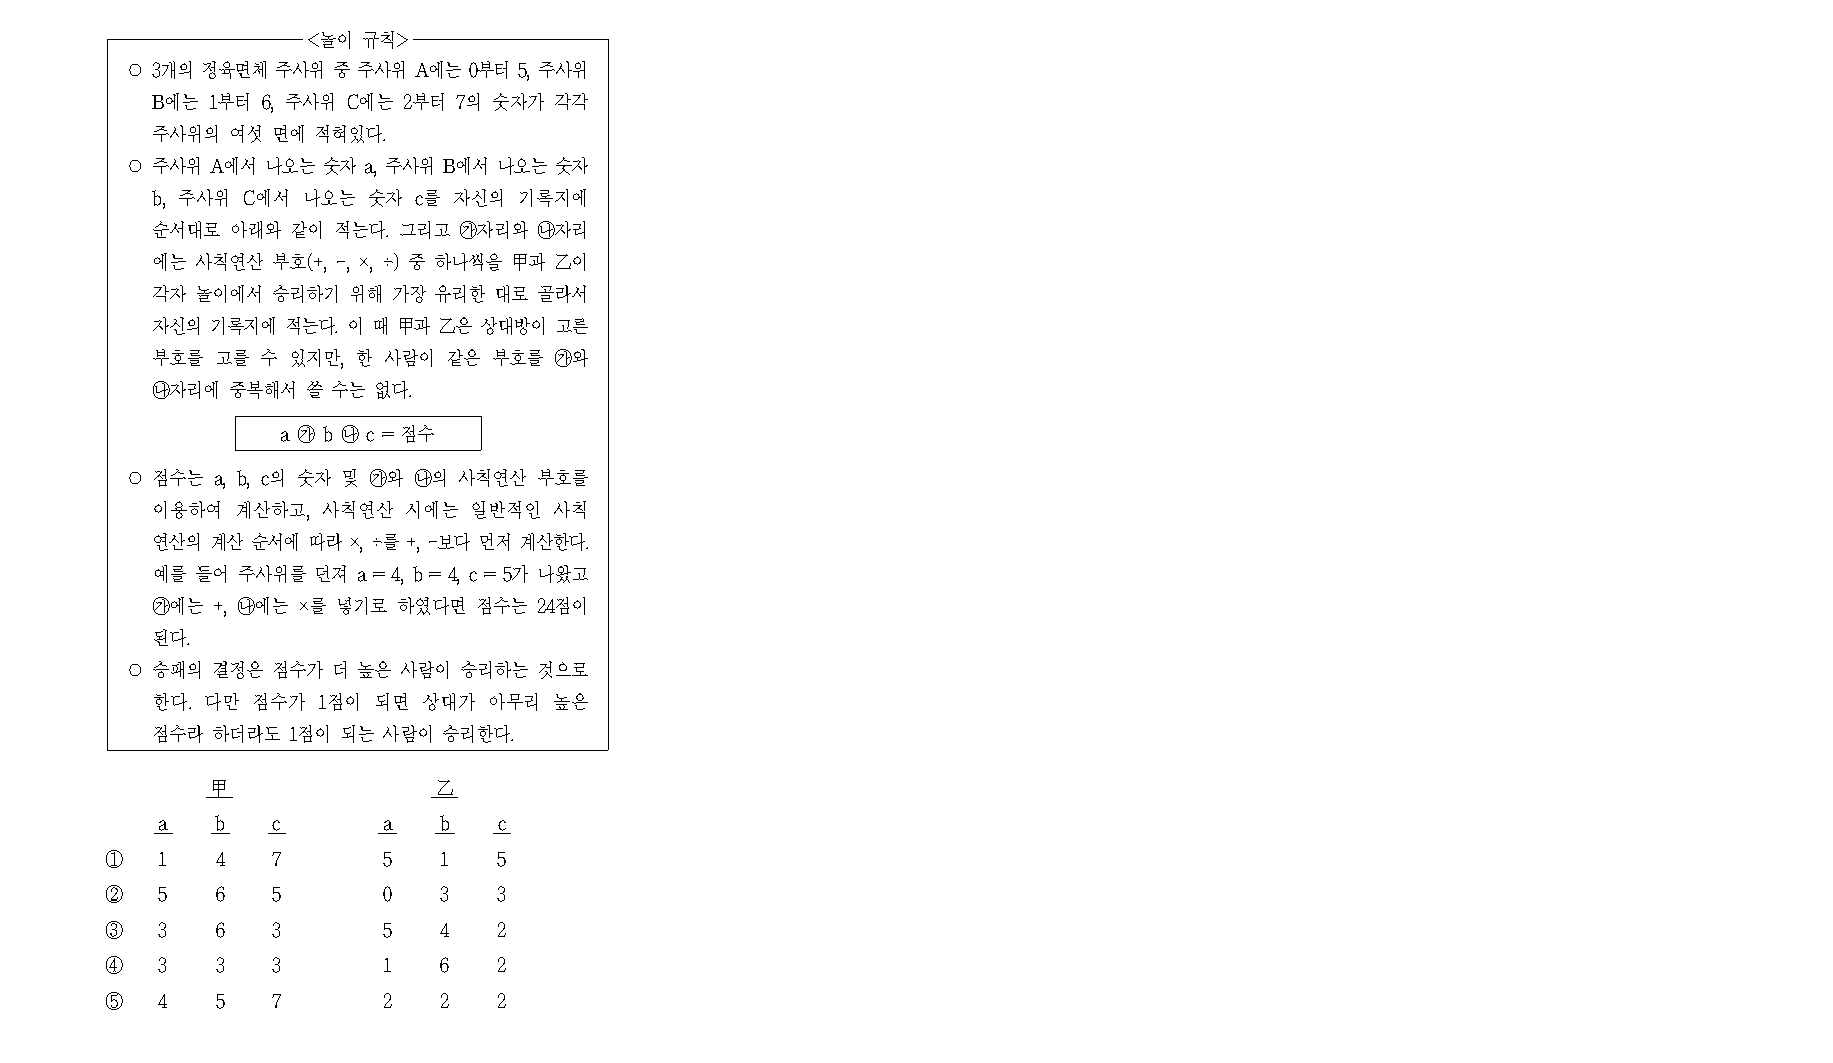 <놀이 규칙>
○ 3개의 정육면체 주사위 중 주사위 A에는 0부터 5, 주사위
B에는 1부터 6, 주사위 C에는 2부터 7의 숫자가 각각
주사위의 여섯 면에 적혀있다.
○ 주사위 A에서 나오는 숫자 a, 주사위 B에서 나오는 숫자
b, 주사위 C에서 나오는 숫자 c를 자신의 기록지에
순서대로 아래와 같이 적는다. 그리고 ㉮자리와 ㉯자리
에는 사칙연산 부호(+, -, ×, ÷) 중 하나씩을 甲과 乙이
각자 놀이에서 승리하기 위해 가장 유리한 대로 골라서
자신의 기록지에 적는다. 이 때 甲과 乙은 상대방이 고른
부호를 고를 수 있지만, 한 사람이 같은 부호를 ㉮와
㉯자리에 중복해서 쓸 수는 없다.
a ㉮ b ㉯ c = 점수
○ 점수는 a, b, c의 숫자 및 ㉮와 ㉯의 사칙연산 부호를
이용하여 계산하고, 사칙연산 시에는 일반적인 사칙
연산의 계산 순서에 따라 ×, ÷를 +, -보다 먼저 계산한다.
예를 들어 주사위를 던져 a = 4, b = 4, c = 5가 나왔고
㉮에는 +, ㉯에는 ×를 넣기로 하였다면 점수는 24점이
된다.
○ 승패의 결정은 점수가 더 높은 사람이 승리하는 것으로
한다. 다만 점수가 1점이 되면 상대가 아무리 높은
점수라 하더라도 1점이 되는 사람이 승리한다.
甲 乙
a b c a b c
① 1 4 7 5 1 5
② 5 6 5 0 3 3
③ 3 6 3 5 4 2
④ 3 3 3 1 6 2
⑤ 4 5 7 2 2 2